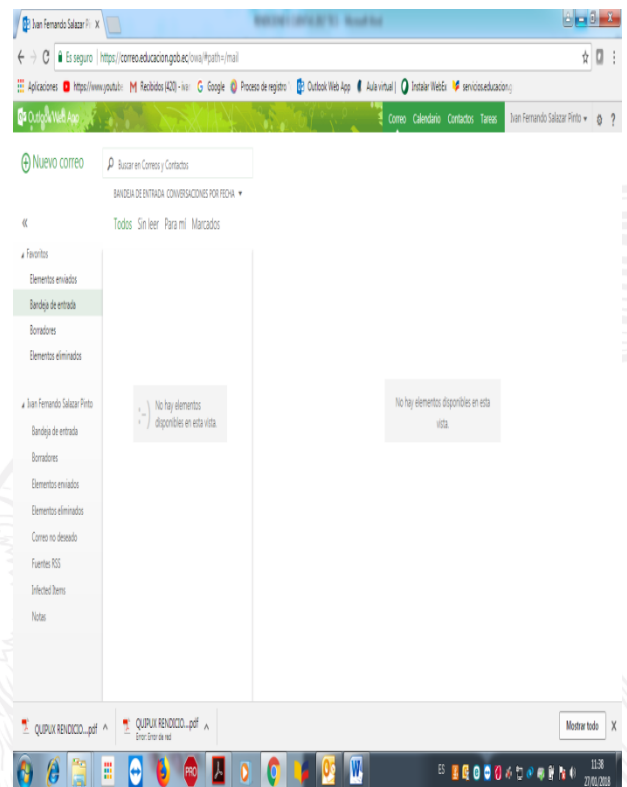 Ivan Fernando Salazar Pi
Es seguro | https://correo.educacion.gob.ec/owa/#path=/mail
Aplicaciones https://www.youtube Recibidos (420) - ivan Google Proceso de registro Outlook Web App Aula virtual | Instalar WebEx servicios.educacion.g
Outlook Web App Correo Calendario Contactos Tareas Ivan Fernando Salazar Pinto ?
Nuevo correo
Buscar en Correos y Contactos
BANDEJA DE ENTRADA CONVERSACIONES POR FECHA
«
Todos Sin leer Para mí Marcados
Favoritos
Elementos enviados
Bandeja de entrada
Borradores
Elementos eliminados
Ivan Fernando Salazar Pinto
Bandeja de entrada
Borradores
Elementos enviados
Elementos eliminados
Correo no deseado
Fuentes RSS
Infected Items
Notas
:-) No hay elementos
disponibles en esta vista.
No hay elementos disponibles en esta
vista.
QUIPUX RENDICIO....pdf
QUIPUX RENDICIO....pdf
Error: Error de red
Mostrar todo X
ES
11:38
27/01/2018